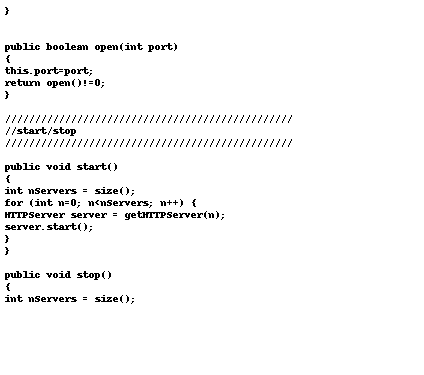 }
public boolean open(int port)
{
this.port=port;
return open()!=0;
}
////////////////////////////////////////////////
//start/stop
////////////////////////////////////////////////
public void start()
{
int nServers = size();
for (int n=0; n<nServers; n++) {
HTTPServer server = getHTTPServer(n);
server.start();
}
}
public void stop()
{
int nServers = size();